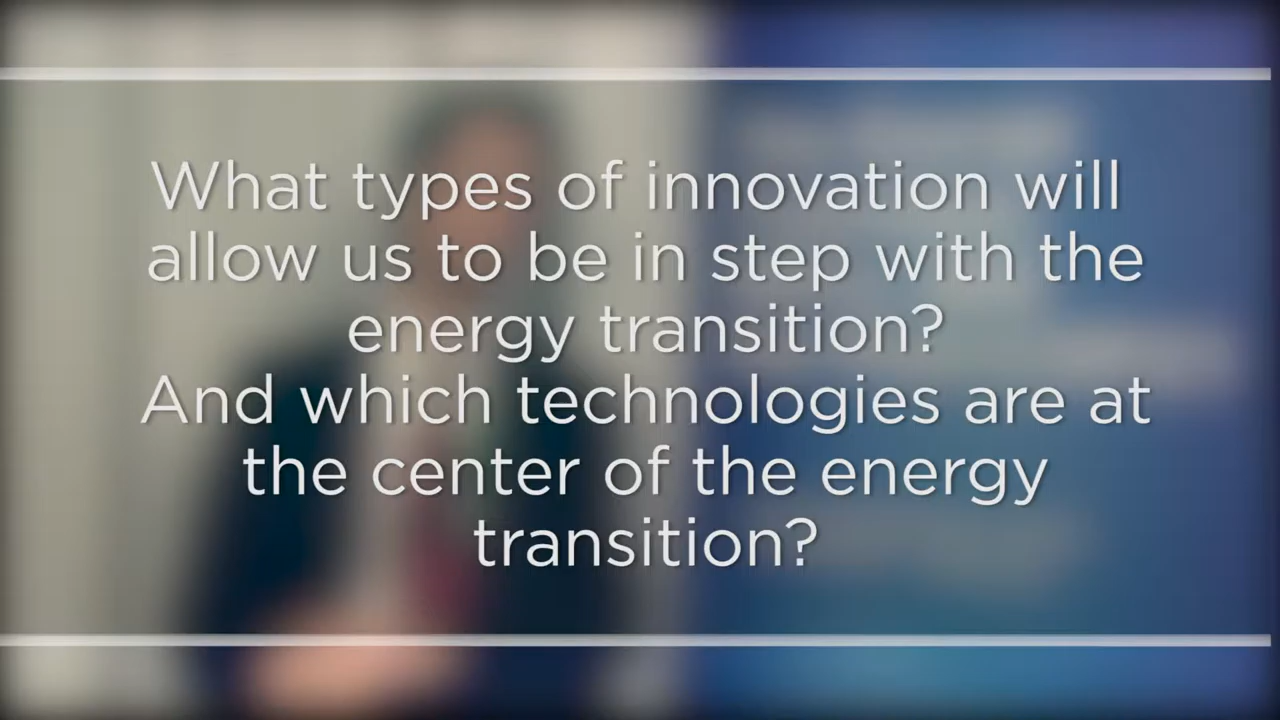 What types of innovation will
allow us to be in step with the
energy transition?
And which technologies are at
the center of the energy
transition?